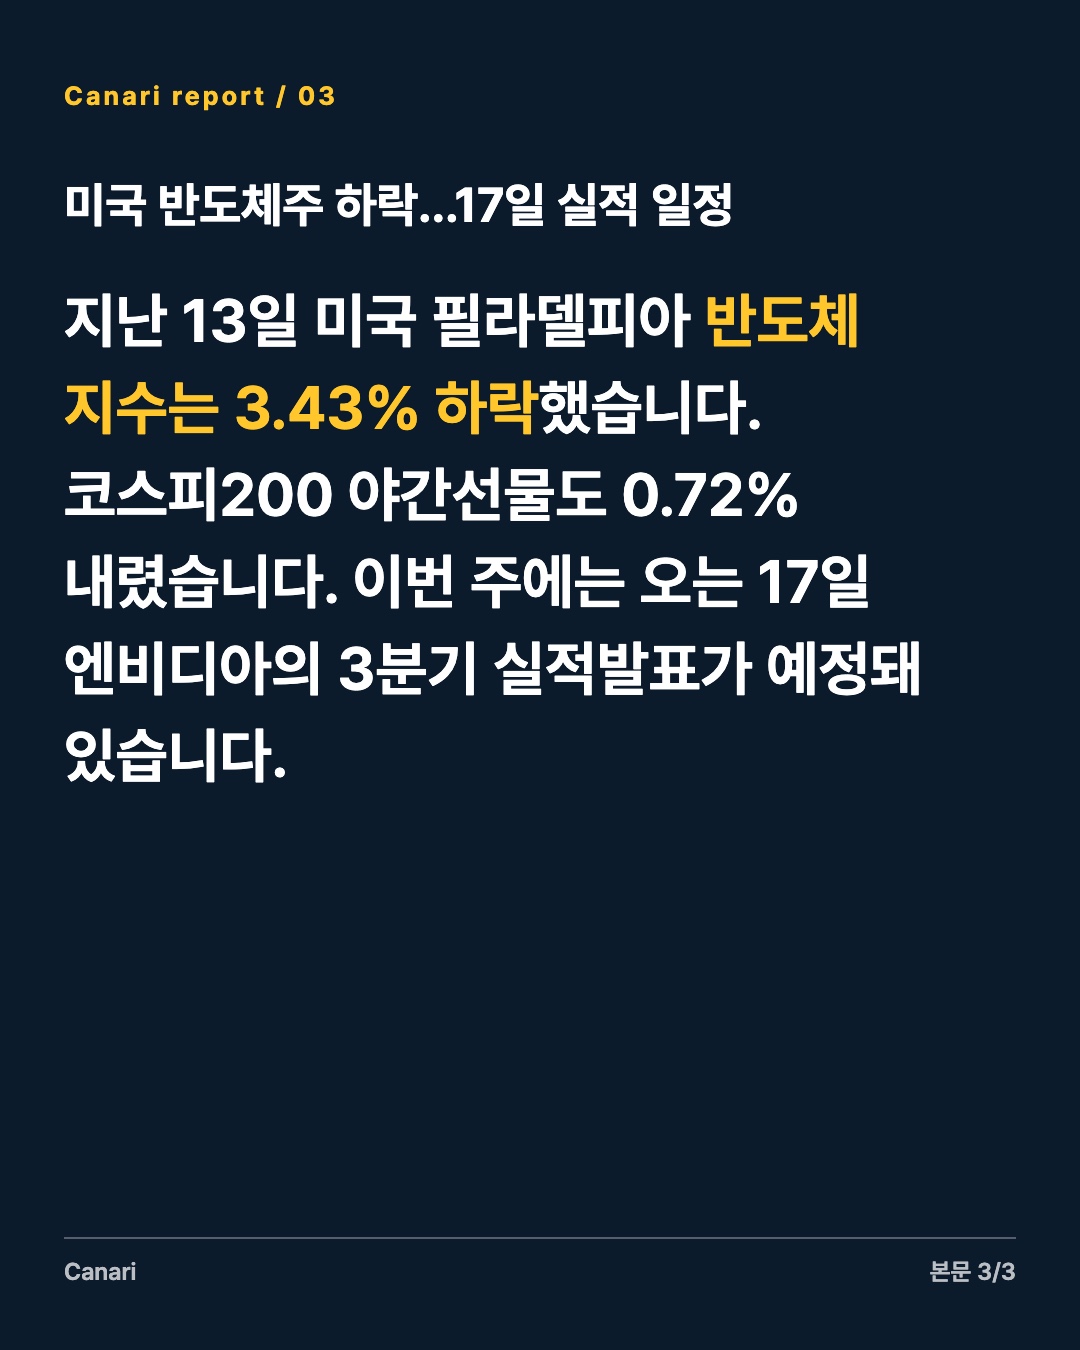 Canari report / 03
미국 반도체주 하락...17일 실적 일정
지난 13일 미국 필라델피아 반도체
지수는 3.43% 하락했습니다.
코스피200 야간선물도 0.72%
내렸습니다. 이번 주에는 오는 17일
엔비디아의 3분기 실적발표가 예정돼
있습니다.
Canari
본문 3/3